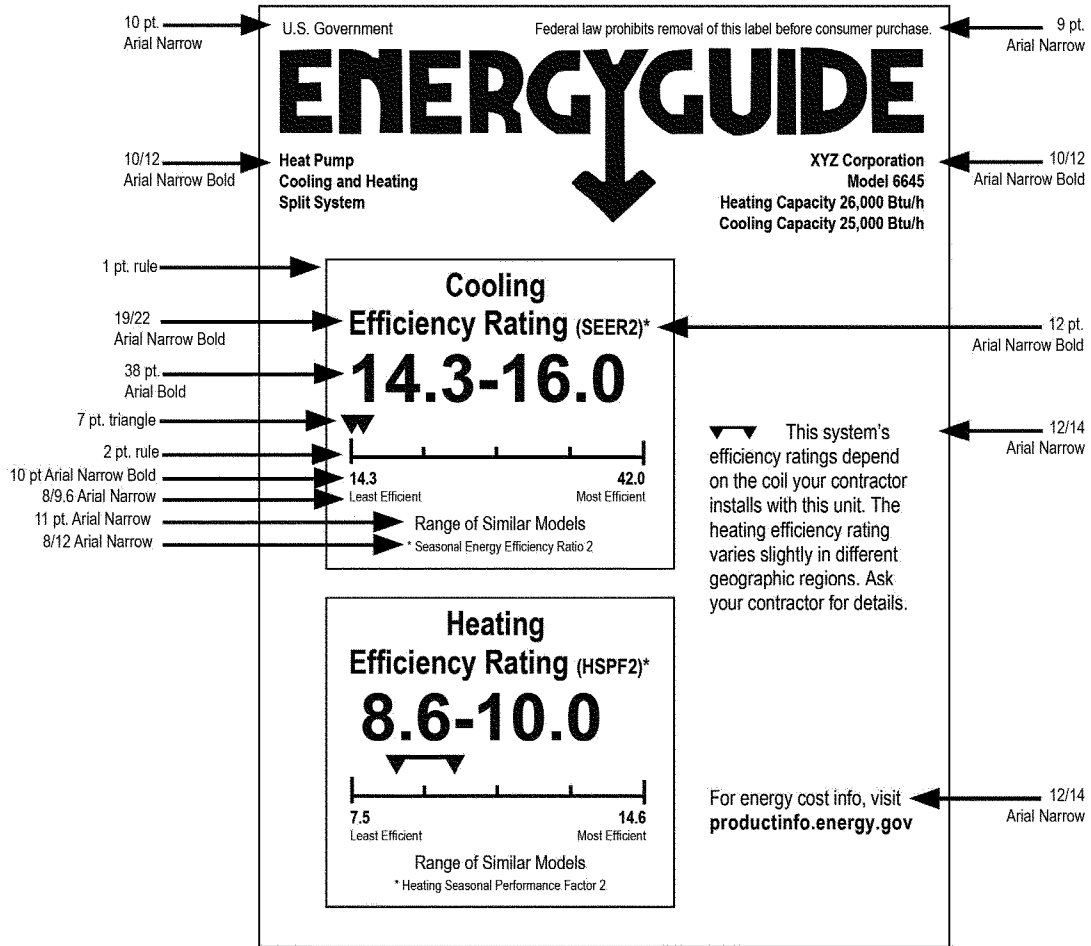 10 pt.
Arial Narrow
U.S. Government
Federal law prohibits removal of this label before consumer purchase.
9 pt.
Arial Narrow
ENERGYGUIDE
10/12
Arial Narrow Bold
Heat Pump
Cooling and Heating
Split System
XYZ Corporation
Model 6645
Heating Capacity 26,000 Btu/h
Cooling Capacity 25,000 Btu/h
10/12
Arial Narrow Bold
1 pt. rule
Cooling
19/22
Arial Narrow Bold
Efficiency Rating (SEER2)*
12 pt.
Arial Narrow Bold
38 pt.
Arial Bold
14.3-16.0
7 pt. triangle
2 pt. rule
10 pt Arial Narrow Bold
14.3
42.0
8/9.6 Arial Narrow
Least Efficient
Most Efficient
11 pt. Arial Narrow
Range of Similar Models
8/12 Arial Narrow
* Seasonal Energy Efficiency Ratio 2
This system's
efficiency ratings depend
on the coil your contractor
installs with this unit. The
heating efficiency rating
varies slightly in different
geographic regions. Ask
your contractor for details.
12/14
Arial Narrow
Heating
Efficiency Rating (HSPF2)*
8.6-10.0
7.5
14.6
Least Efficient
Most Efficient
Range of Similar Models
* Heating Seasonal Performance Factor 2
For energy cost info, visit
productinfo.energy.gov
12/14
Arial Narrow